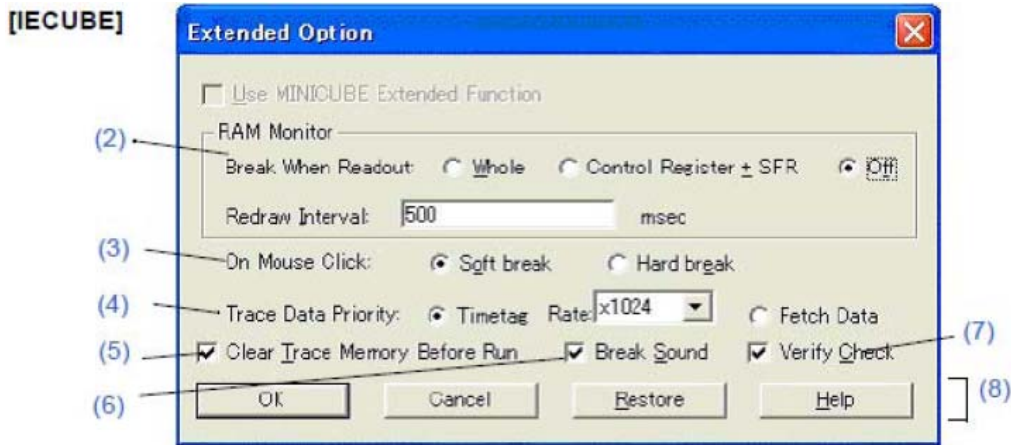 [IECUBE]
Extended Option
Use MINICUBE Extended Function
RAM Monitor
(2)
Break When Readout: Whole Control Register + SFR Off
Redraw Interval: 500 msec
(3)
On Mouse Click: Soft break Hard break
(4)
Trace Data Priority: Timetag Rate: x1024 Fetch Data
(7)
(5)
Clear Trace Memory Before Run Break Sound Verify Check
(6)
OK Cancel Restore Help
(8)